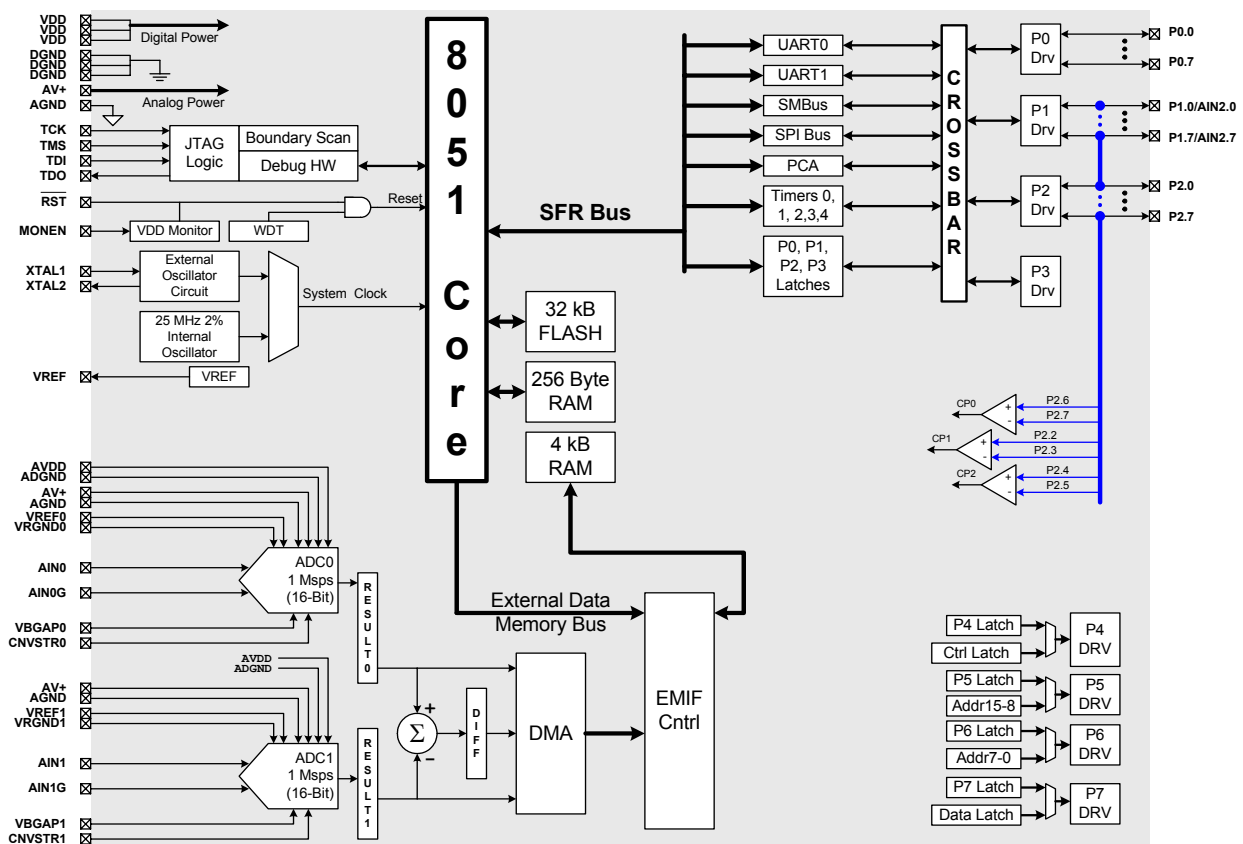 VDD
VDD
VDD
Digital Power
DGND
DGND
DGND
AV+
Analog Power
AGND
TCK
TMS
TDI
TDO
JTAG
Logic
Boundary Scan
Debug HW
RST
Reset
MONEN
VDD Monitor
WDT
XTAL1
XTAL2
External
Oscillator
Circuit
System Clock
25 MHz 2%
Internal
Oscillator
VREF
VREF
8051 Core
SFR Bus
32 kB
FLASH
256 Byte
RAM
4 kB
RAM
UART0
UART1
SMBus
SPI Bus
PCA
Timers 0,
1, 2,3,4
P0, P1,
P2, P3
Latches
CROSSBAR
P0
Drv
P1
Drv
P2
Drv
P3
Drv
P0.0
P0.7
P1.0/AIN2.0
P1.7/AIN2.7
P2.0
P2.7
CP0
+
-
P2.6
P2.7
CP1
+
-
P2.2
P2.3
CP2
+
-
P2.4
P2.5
AVDD
ADGND
AV+
AGND
VREF0
VRGND0
AIN0
AIN0G
VBGAP0
CNVSTR0
ADC0
1 Msps
(16-Bit)
RESULT0
AVDD
ADGND
AV+
AGND
VREF1
VRGND1
AIN1
AIN1G
VBGAP1
CNVSTR1
ADC1
1 Msps
(16-Bit)
RESULT1
+
Σ
−
DIFF
DMA
External Data
Memory Bus
EMIF
Cntrl
P4 Latch
Ctrl Latch
P4
DRV
P5 Latch
Addr15-8
P5
DRV
P6 Latch
Addr7-0
P6
DRV
P7 Latch
Data Latch
P7
DRV